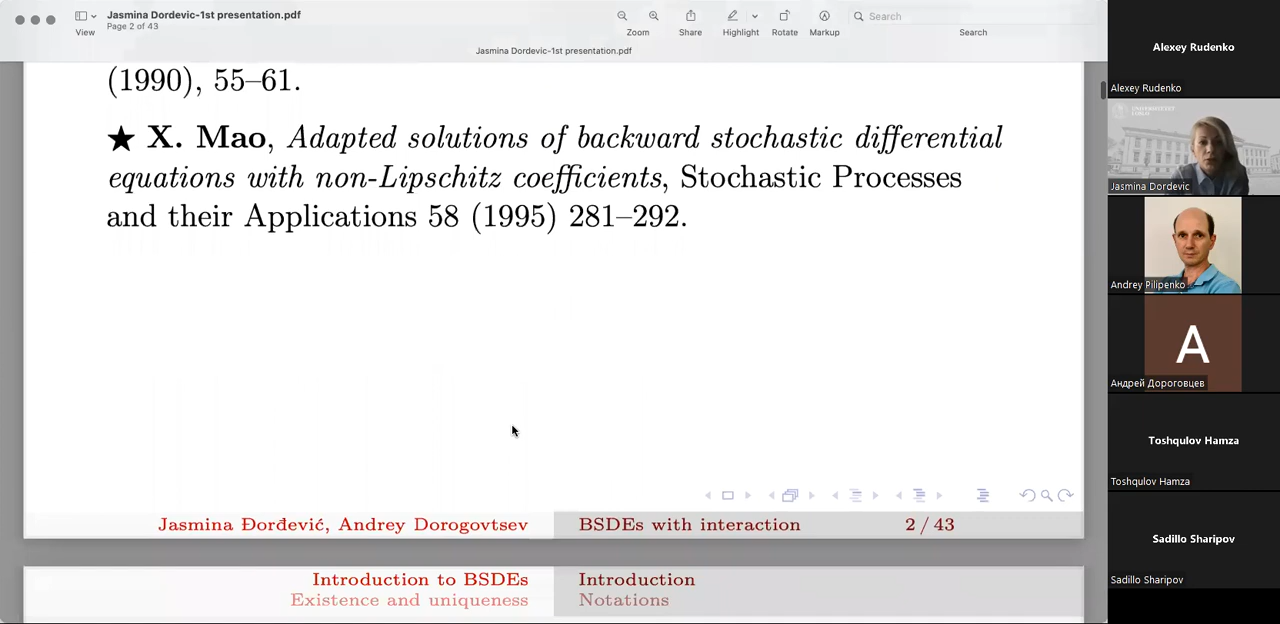 Jasmina Dordevic-1st presentation.pdf
Page 2 of 43
View
Zoom
Share
Highlight
Rotate
Markup
Search
Search
Jasmina Dordevic-1st presentation.pdf
(1990), 55–61.
★ X. Mao, Adapted solutions of backward stochastic differential
equations with non-Lipschitz coefficients, Stochastic Processes
and their Applications 58 (1995) 281–292.
Jasmina Đorđević, Andrey Dorogovtsev
BSDEs with interaction
2 / 43
Introduction to BSDEs
Existence and uniqueness
Introduction
Notations
Alexey Rudenko
Alexey Rudenko
Jasmina Dordevic
Andrey Pilipenko
А
Андрей Дороговцев
Toshqulov Hamza
Toshqulov Hamza
Sadillo Sharipov
Sadillo Sharipov